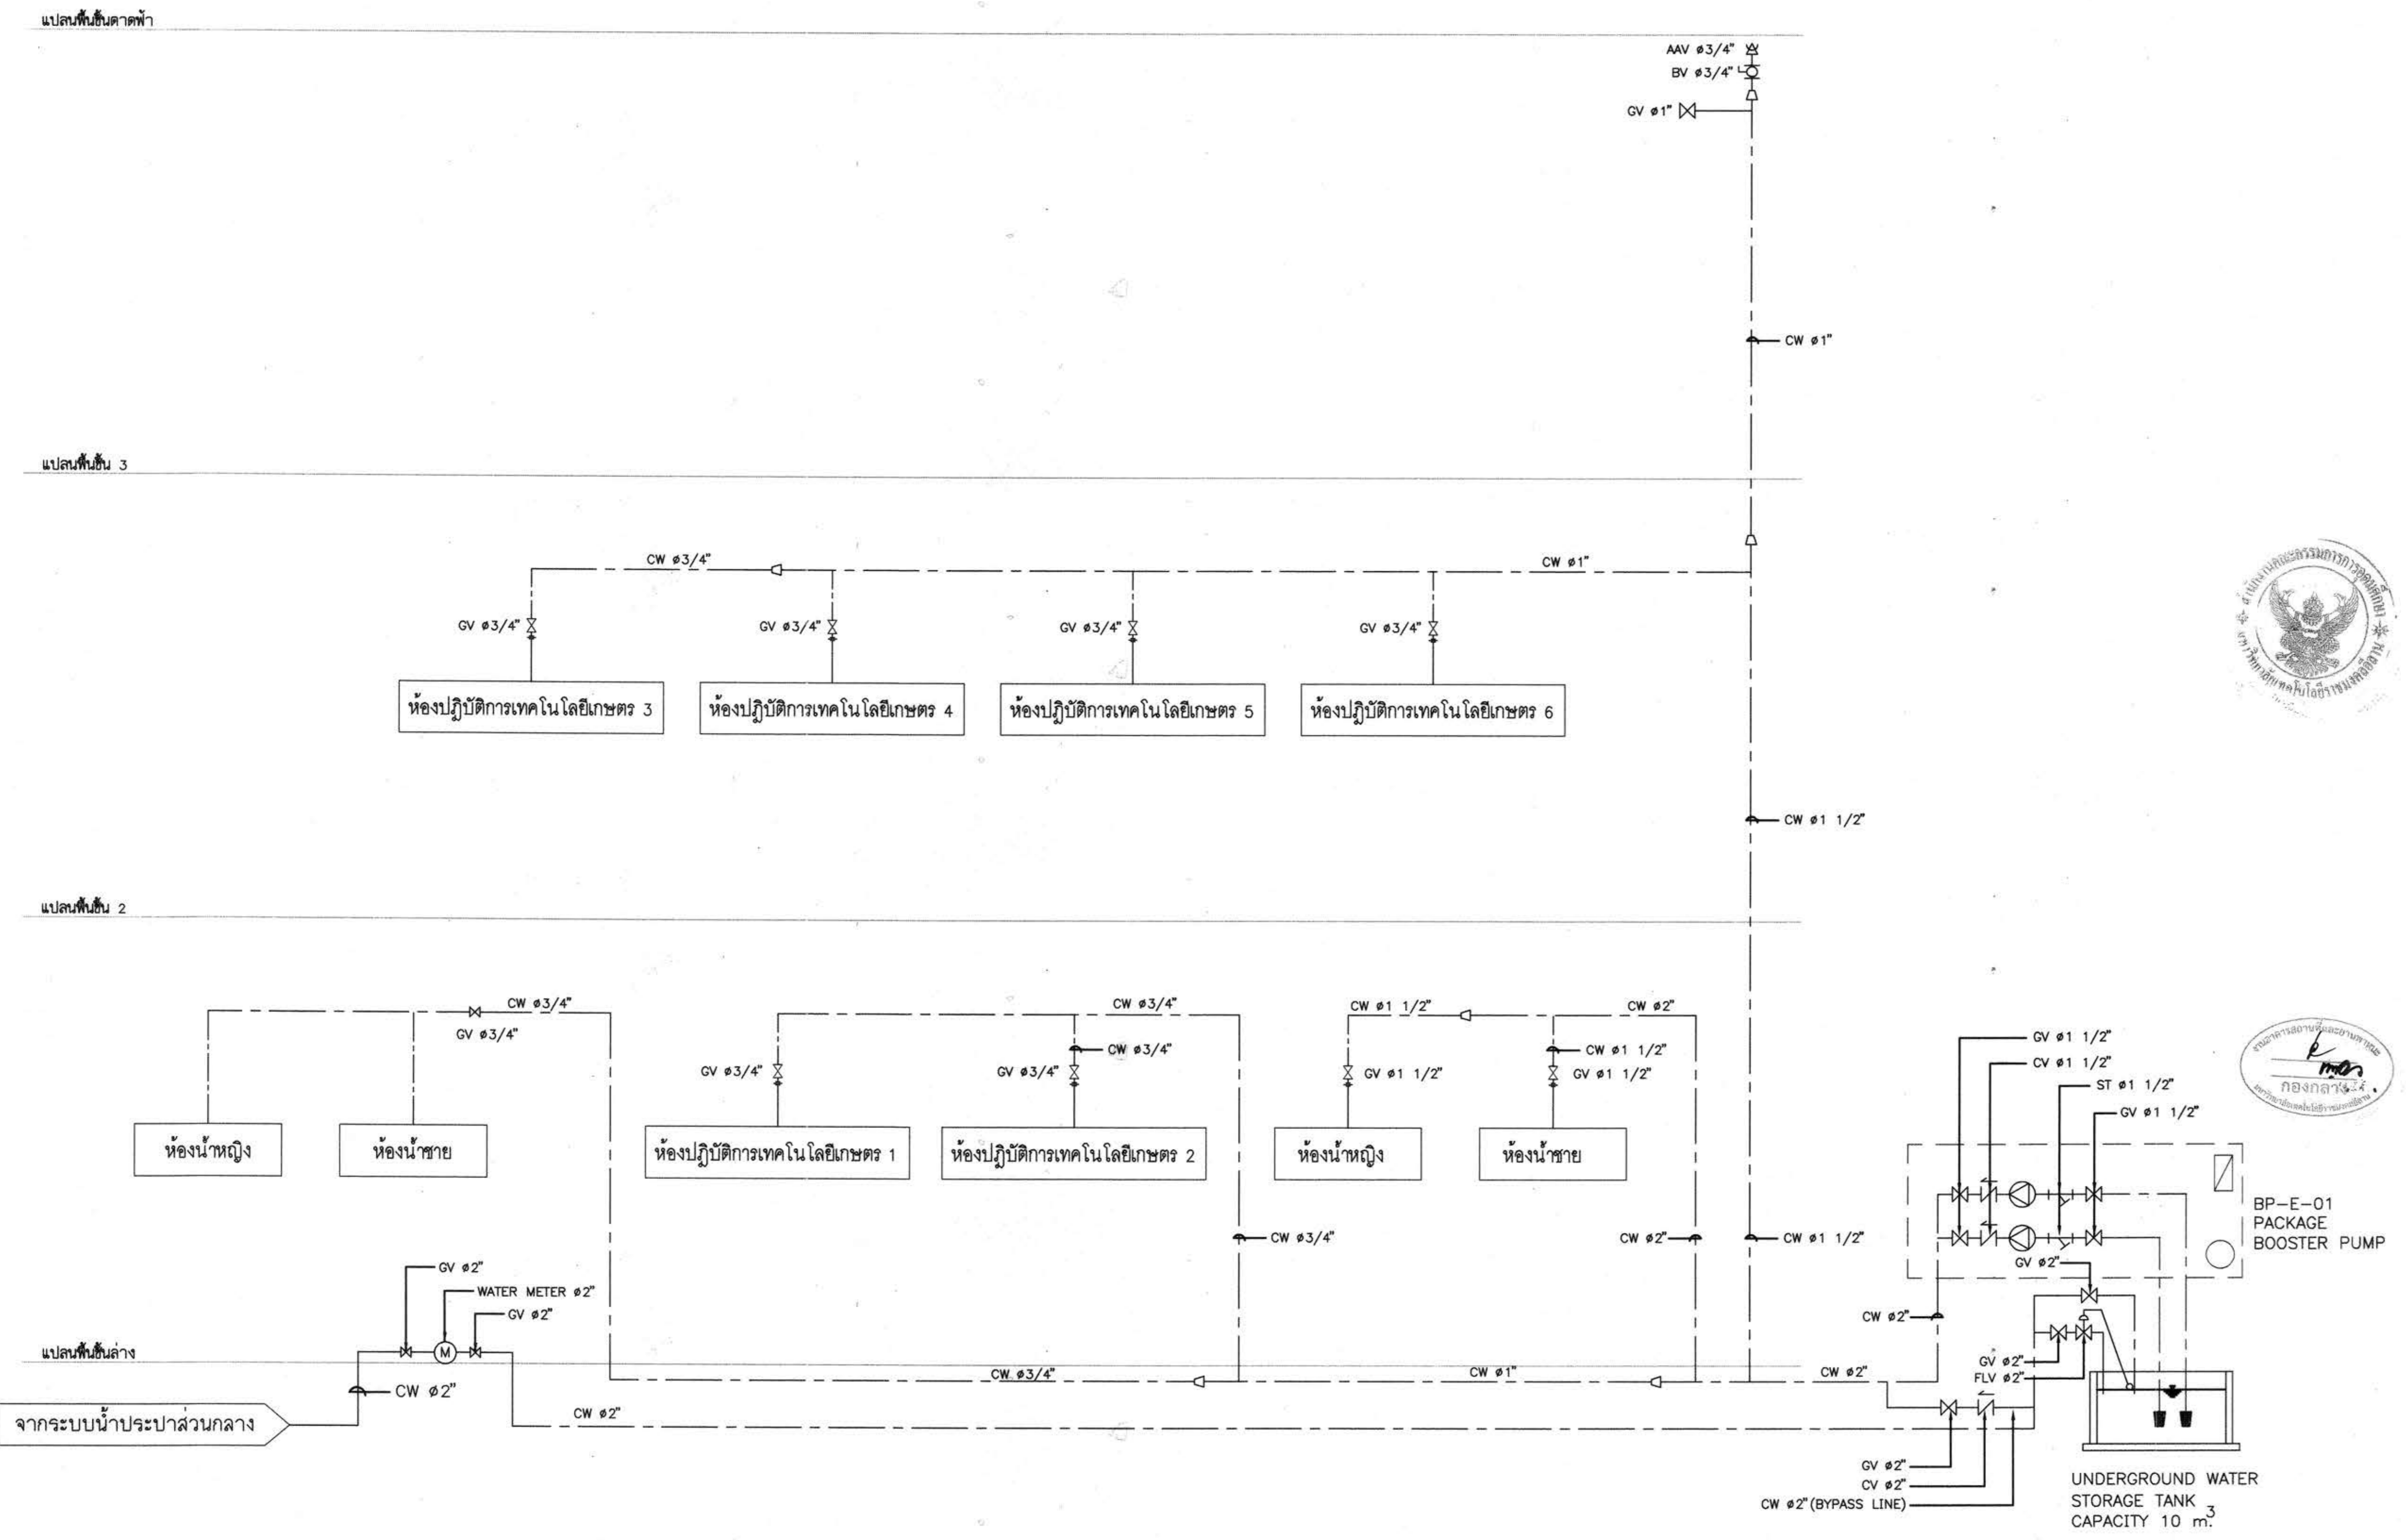 แปลนพื้นชั้นดาดฟ้า
AAV ø3/4"
BV ø3/4"
GV ø1"
CW ø1"
แปลนพื้นชั้น 3
CW ø3/4"
CW ø1"
GV ø3/4"
GV ø3/4"
GV ø3/4"
GV ø3/4"
ห้องปฏิบัติการเทคโนโลยีเกษตร 3
ห้องปฏิบัติการเทคโนโลยีเกษตร 4
ห้องปฏิบัติการเทคโนโลยีเกษตร 5
ห้องปฏิบัติการเทคโนโลยีเกษตร 6
CW ø1 1/2"
แปลนพื้นชั้น 2
CW ø3/4"
GV ø3/4"
CW ø3/4"
CW ø3/4"
GV ø3/4"
GV ø3/4"
CW ø1 1/2"
CW ø2"
CW ø1 1/2"
GV ø1 1/2"
GV ø1 1/2"
ห้องน้ำหญิง
ห้องน้ำชาย
ห้องปฏิบัติการเทคโนโลยีเกษตร 1
ห้องปฏิบัติการเทคโนโลยีเกษตร 2
ห้องน้ำหญิง
ห้องน้ำชาย
GV ø1 1/2"
CV ø1 1/2"
ST ø1 1/2"
GV ø1 1/2"
กองกลาง
BP-E-01
PACKAGE
BOOSTER PUMP
CW ø3/4"
CW ø2"
CW ø1 1/2"
GV ø2"
GV ø2"
WATER METER ø2"
GV ø2"
M
CW ø2"
แปลนพื้นชั้นล่าง
CW ø3/4"
CW ø1"
CW ø2"
GV ø2"
FLV ø2"
CW ø2"
จากระบบน้ำประปาส่วนกลาง
CW ø2"
GV ø2"
CV ø2"
CW ø2"(BYPASS LINE)
UNDERGROUND WATER
STORAGE TANK
CAPACITY 10 m.3